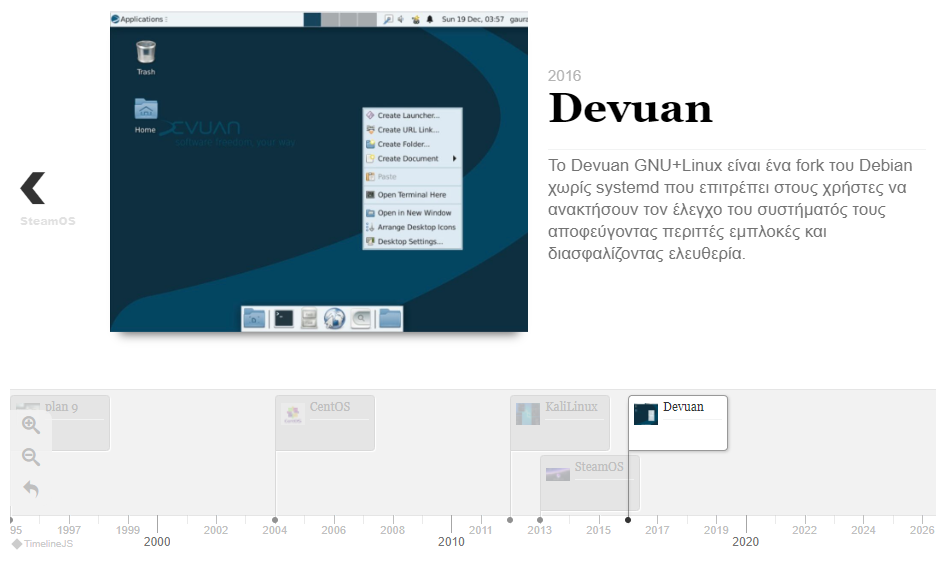 Applications
Sun 19 Dec, 03:57 gaura
Trash
Home
DEVUAN
software freedom, your way
Create Launcher...
Create URL Link...
Create Folder...
Create Document
Paste
Open Terminal Here
Open in New Window
Arrange Desktop Icons
Desktop Settings...
SteamOS
2016
Devuan
Το Devuan GNU+Linux είναι ένα fork του Debian
χωρίς systemd που επιτρέπει στους χρήστες να
ανακτήσουν τον έλεγχο του συστήματός τους
αποφεύγοντας περιττές εμπλοκές και
διασφαλίζοντας ελευθερία.
plan 9
CentOS
KaliLinux
Devuan
SteamOS
95 1997 1999 2002 2004 2006 2008 2011 2013 2015 2017 2019 2022 2024 2026
2000 2010 2020
TimelineJS